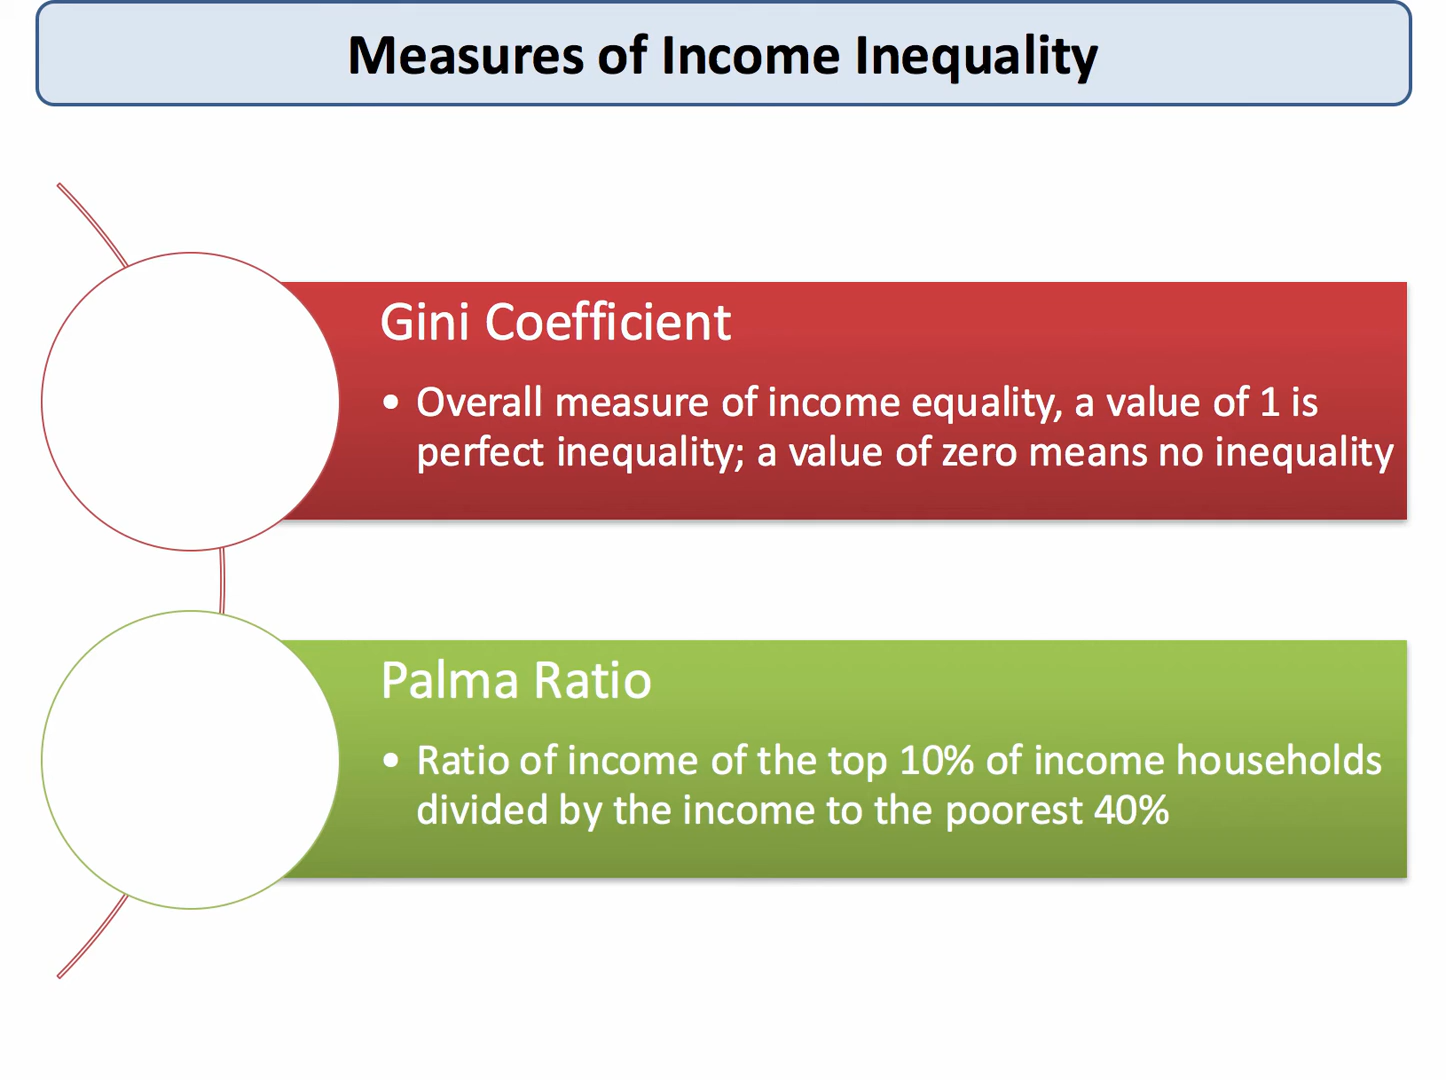 Measures of Income Inequality
Gini Coefficient
• Overall measure of income equality, a value of 1 is
perfect inequality; a value of zero means no inequality
Palma Ratio
• Ratio of income of the top 10% of income households
divided by the income to the poorest 40%